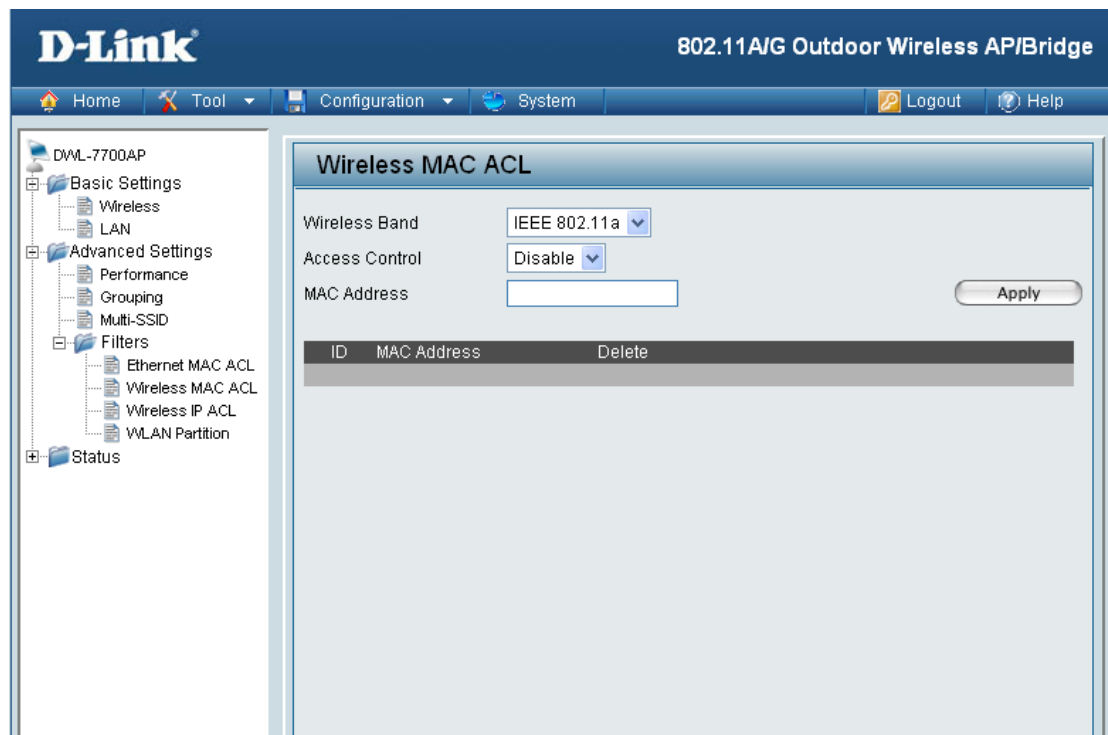 D-Link
802.11A/G Outdoor Wireless AP/Bridge
Home Tool Configuration System Logout Help
DWL-7700AP
Basic Settings
Wireless
LAN
Advanced Settings
Performance
Grouping
Multi-SSID
Filters
Ethernet MAC ACL
Wireless MAC ACL
Wireless IP ACL
WLAN Partition
Status
Wireless MAC ACL
Wireless Band IEEE 802.11a
Access Control Disable
MAC Address Apply
ID MAC Address Delete